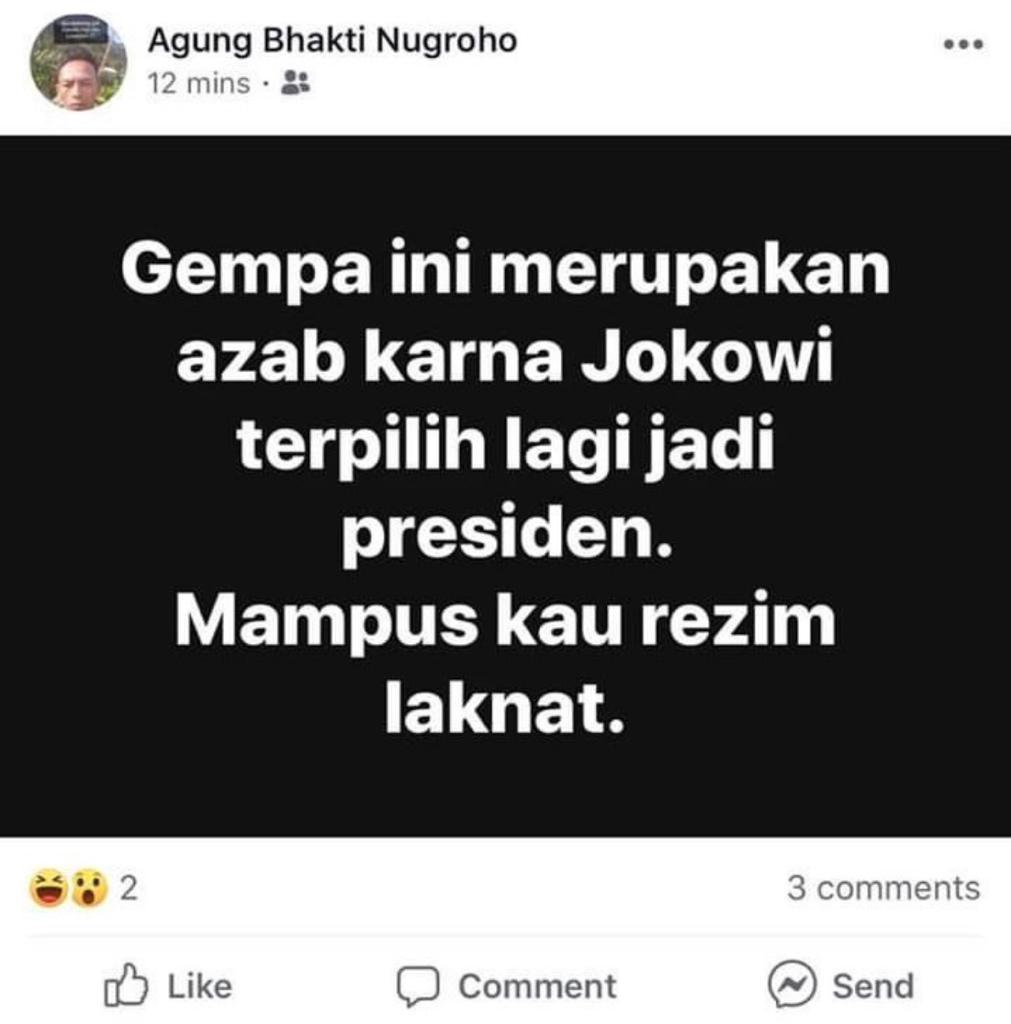 Agung Bhakti Nugroho
12 mins ·
Gempa ini merupakan
azab karna Jokowi
terpilih lagi jadi
presiden.
Mampus kau rezim
laknat.
2
3 comments
Like
Comment
Send